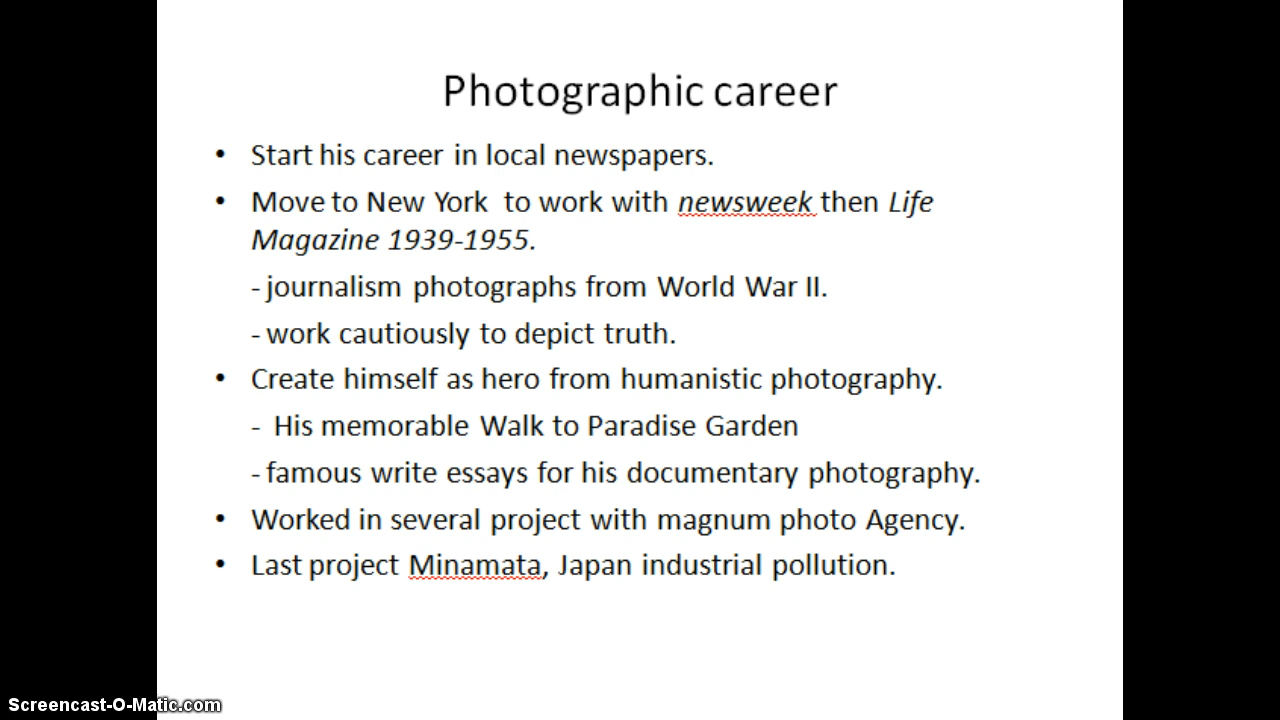 Photographic career
• Start his career in local newspapers.
• Move to New York to work with newsweek then Life
Magazine 1939-1955.
- journalism photographs from World War II.
- work cautiously to depict truth.
• Create himself as hero from humanistic photography.
- His memorable Walk to Paradise Garden
- famous write essays for his documentary photography.
• Worked in several project with magnum photo Agency.
• Last project Minamata, Japan industrial pollution.
Screencast-O-Matic.com